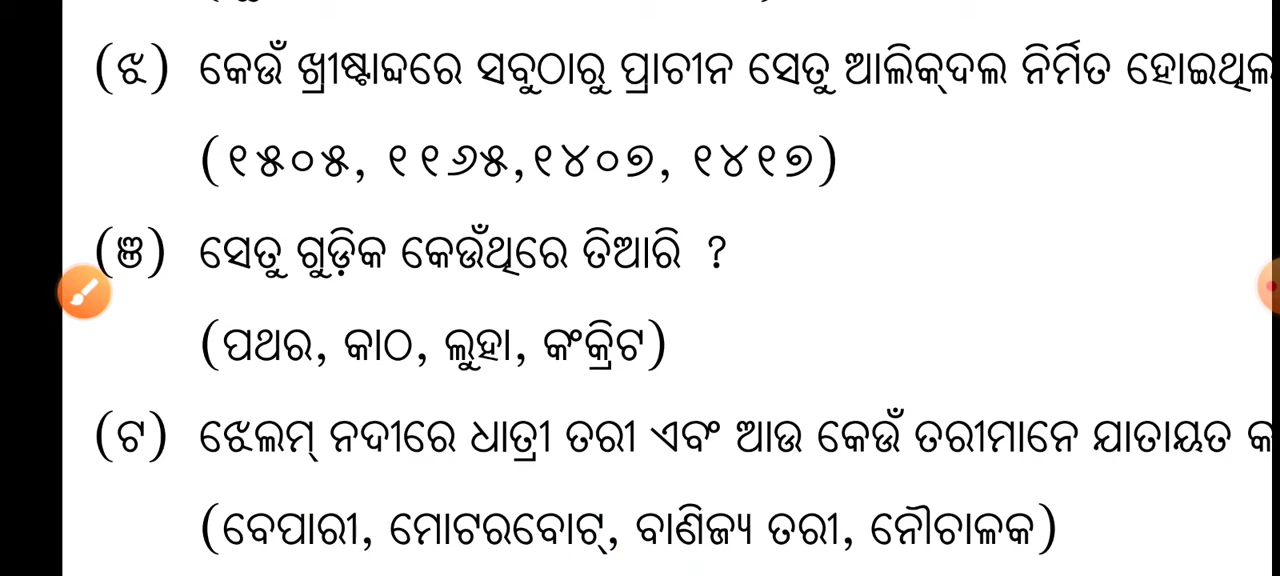 (ଝ) କେଉଁ ଖ୍ରୀଷ୍ଟାବ୍ଦରେ ସବୁଠାରୁ ପ୍ରାଚୀନ ସେତୁ ଆଲିକ୍‌ଦଲ ନିର୍ମିତ ହୋଇଥିଲ
(୧୫୦୫, ୧୧୬୫,୧୪୦୭, ୧୪୧୭)
(ଞ) ସେତୁ ଗୁଡ଼ିକ କେଉଁଥିରେ ତିଆରି ?
(ପଥର, କାଠ, ଲୁହା, କଂକ୍ରିଟ)
(ଟ) ଝେଲମ୍ ନଦୀରେ ଧାତ୍ରୀ ତରୀ ଏବଂ ଆଉ କେଉଁ ତରୀମାନେ ଯାତାୟତ କ
(ବେପାରୀ, ମୋଟରବୋଟ୍, ବାଣିଜ୍ୟ ତରୀ, ନୌଚାଳକ)